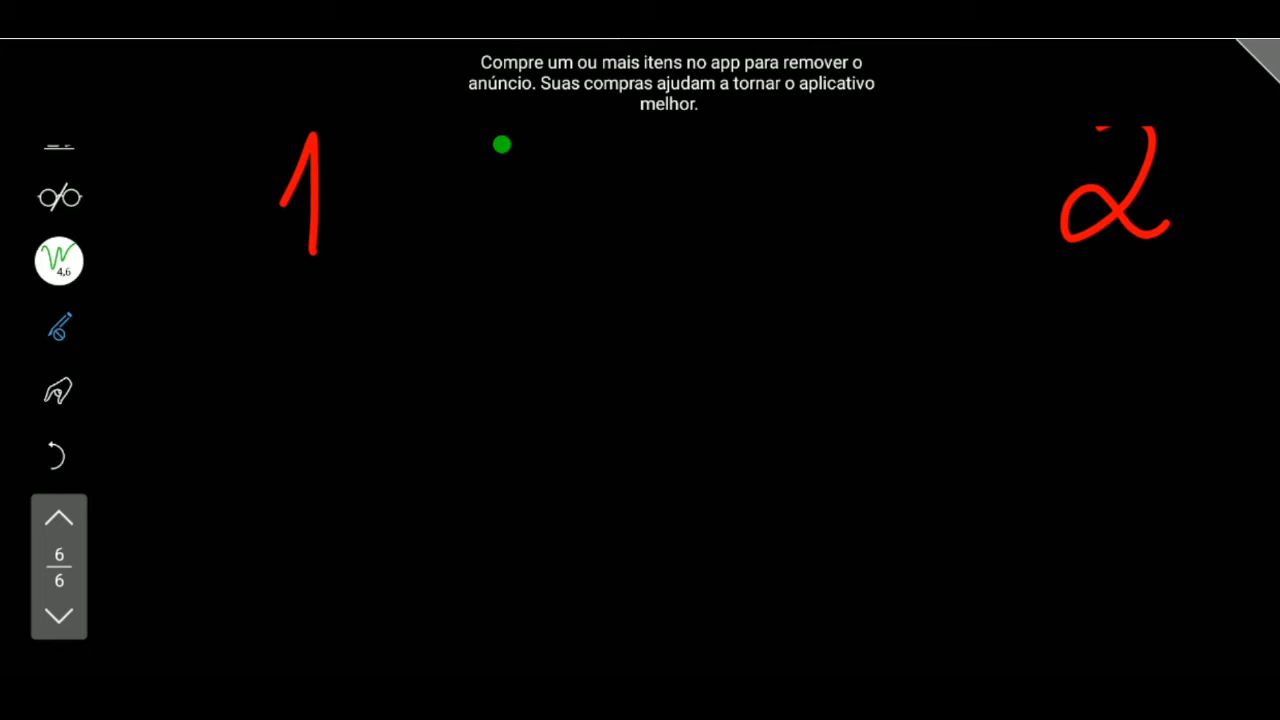 Compre um ou mais itens no app para remover o
anúncio. Suas compras ajudam a tornar o aplicativo
melhor.
1 2
4,6
6
6